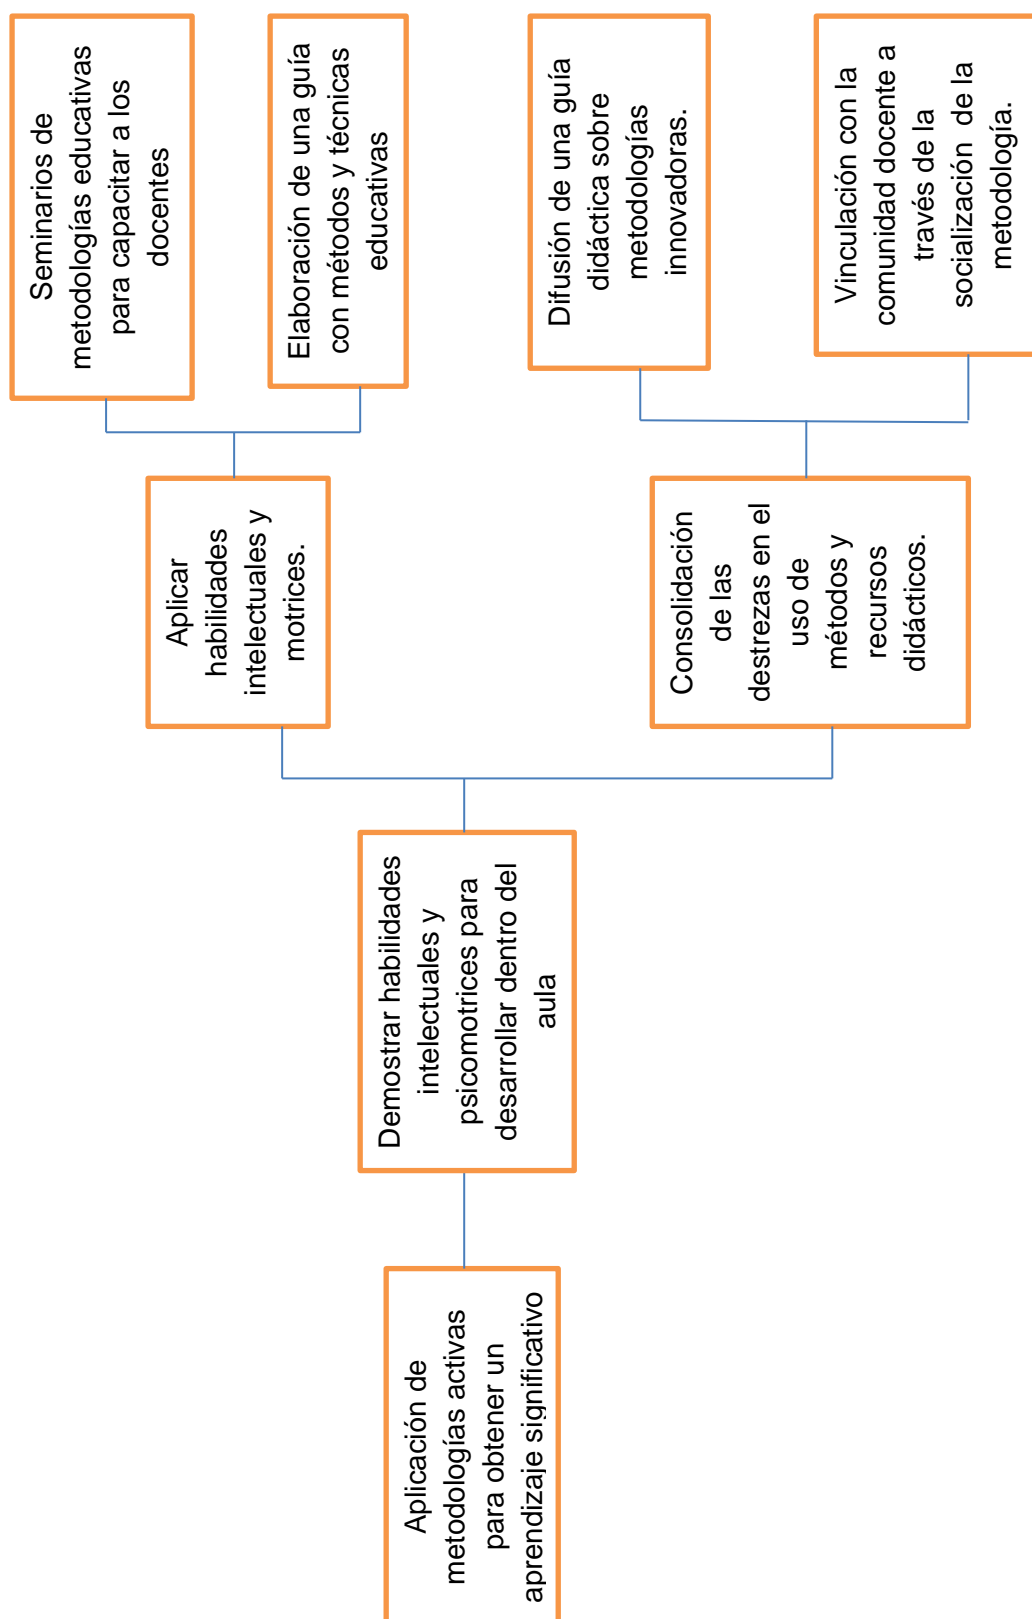 Aplicación de
metodologías activas
para obtener un
aprendizaje significativo
Demostrar habilidades
intelectuales y
psicomotrices para
desarrollar dentro del
aula
Aplicar
habilidades
intelectuales y
motrices.
Consolidación
de las
destrezas en el
uso de
métodos y
recursos
didácticos.
Seminarios de
metodologías educativas
para capacitar a los
docentes
Elaboración de una guía
con métodos y técnicas
educativas
Difusión de una guía
didáctica sobre
metodologías
innovadoras.
Vinculación con la
comunidad docente a
través de la
socialización de la
metodología.